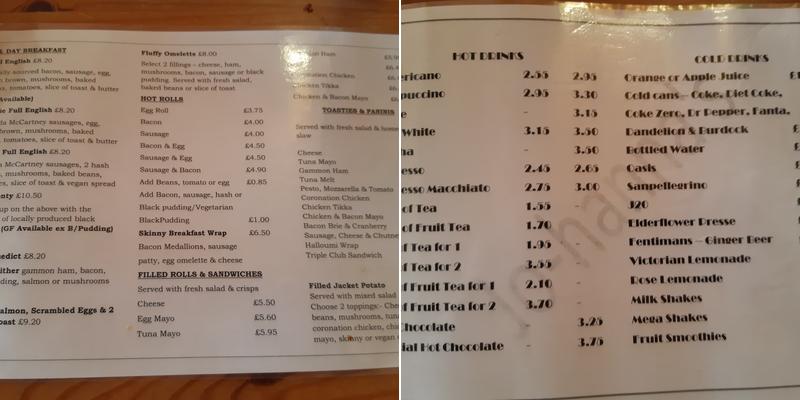 DAY BREAKFAST
English £8.20
sourced bacon, sausage, egg,
brown, mushrooms, baked
tomatoes, slice of toast & butter
Available)
Full English £8.20
McCartney sausages, 2 hash
brown, mushrooms, baked
tomatoes, slice of toast & butter
Full English £8.20
McCartney sausages, 2 hash
mushrooms, baked beans,
slice of toast & vegan spread
£10.50
up on the above with the
of locally produced black
(GF Available ex B/Pudding)
£8.20
gammon ham, bacon,
salmon or mushrooms
Scrambled Eggs & 2
£9.20
Fluffy Omelette £8.00
Select 2 fillings – cheese, ham,
mushrooms, bacon, sausage or black
pudding. Served with fresh salad,
baked beans or slice of toast
HOT ROLLS
Egg Roll £3.75
Bacon £4.00
Sausage £4.00
Bacon & Egg £4.50
Sausage & Egg £4.50
Sausage & Bacon £4.90
Add Beans, tomato or egg £0.85
Add Bacon, sausage, hash or
Black pudding/Vegetarian
BlackPudding £1.00
Skinny Breakfast Wrap £6.50
Bacon Medallions, sausage
patty, egg omelette & cheese
FILLED ROLLS & SANDWICHES
Served with fresh salad & crisps
Cheese £5.50
Egg Mayo £5.60
Tuna Mayo £5.95
Ham
Coronation Chicken
Chicken Tikka
Chicken & Bacon Mayo
TOASTIES & PANINIS
Served with fresh salad & home
slaw
Cheese
Tuna Mayo
Gammon Ham
Tuna Melt
Pesto, Mozzarella & Tomato
Coronation Chicken
Chicken Tikka
Chicken & Bacon Mayo
Bacon Brie & Cranberry
Sausage, Cheese & Chutney
Halloumi Wrap
Triple Club Sandwich
Filled Jacket Potato
Served with mixed salad
Choose 2 toppings:- Che
beans, mushrooms, tuna
coronation chicken, chi
mayo, skinny or vegan
HOT DRINKS
ericano 2.55 2.95
puccino 2.95 3.30
e - 3.15
White 3.15 3.50
ha - 3.50
esso 2.45 2.65
esso Macchiato 2.75 3.00
of Tea 1.55 -
of Fruit Tea 1.70 -
f Tea for 1 1.95 -
f Tea for 2 3.55 -
f Fruit Tea for 1 2.10 -
f Fruit Tea for 2 3.70 -
hocolate - 3.25
ial Hot Chocolate - 3.75
COLD DRINKS
Orange or Apple Juice
Cold cans – Coke, Diet Coke,
Coke Zero, Dr Pepper, Fanta,
Dandelion & Burdock
Bottled Water
Oasis
Sanpellegrino
J20
Elderflower Presse
Fentimans – Ginger Beer
Victorian Lemonade
Rose Lemonade
Milk Shakes
Mega Shakes
Fruit Smoothies